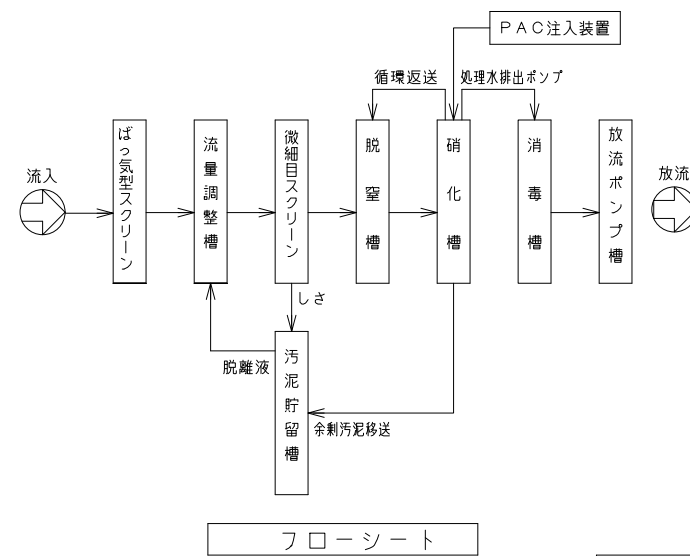 PAC注入装置
循環返送
処理水排出ポンプ
流入
ばっ気型スクリーン
流量調整槽
微細目スクリーン
脱窒槽
硝化槽
消毒槽
放流ポンプ槽
放流
しさ
脱離液
汚泥貯留槽
余剰汚泥移送
フローシート